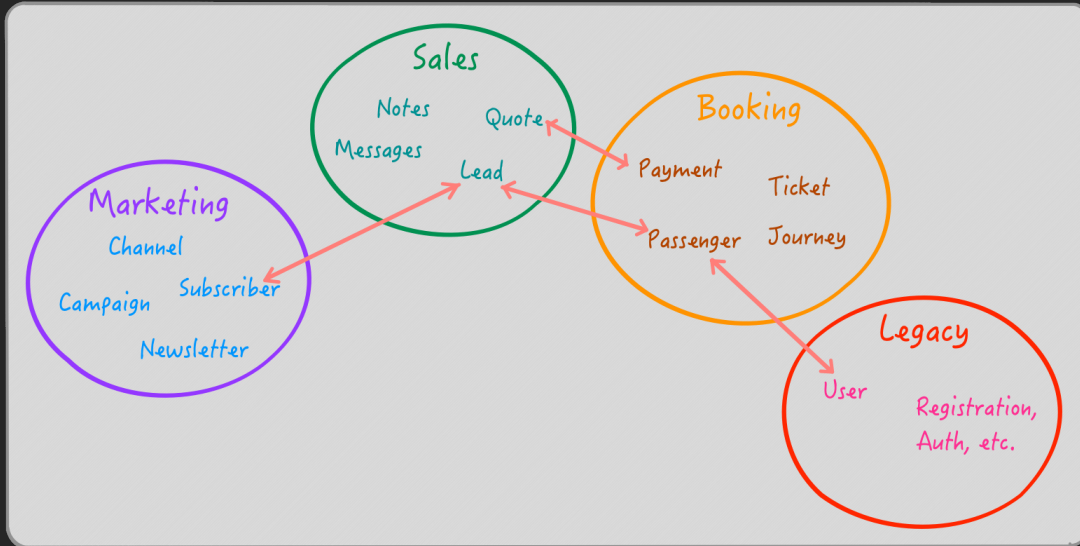 Sales
Notes
Quote
Messages
Lead
Booking
Payment
Ticket
Passenger
Journey
Marketing
Channel
Subscriber
Campaign
Newsletter
Legacy
User
Registration,
Auth, etc.